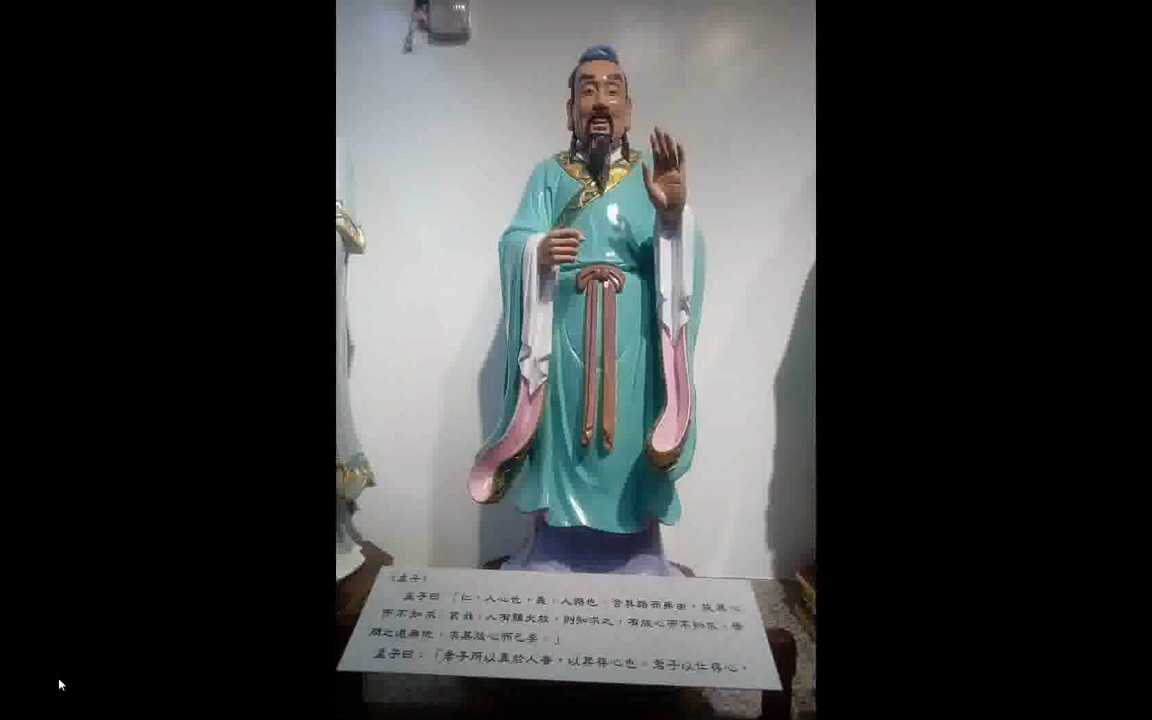 《孟子》
孟子曰：「仁，人心也，義，人路也。舍其路而弗由，放其心
而不知求，哀哉！人有雞犬放，則知求之，有放心而不知求。學
問之道無他，求其放心而已矣。」
孟子曰：「君子所以異於人者，以其存心也。君子以仁存心，